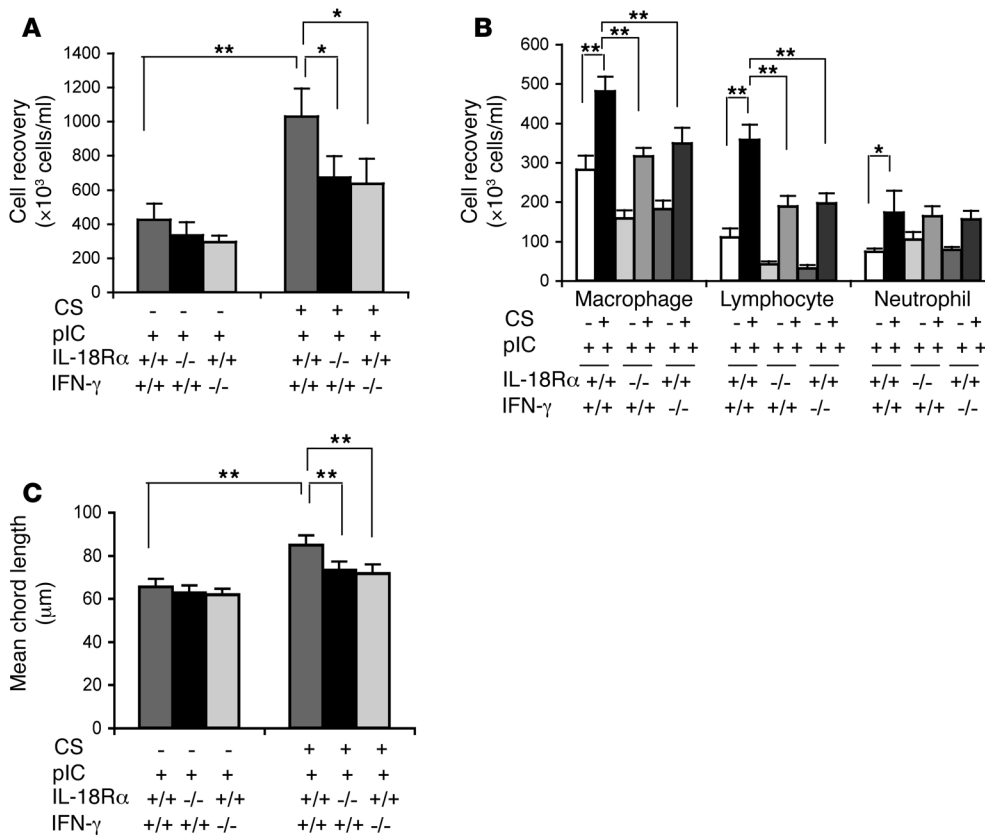 A
Cell recovery
(×10³ cells/ml)
1400
1200
1000
800
600
400
200
0
**
*
*
CS - - - + + +
pIC + + + + + +
IL-18Rα +/+ -/- +/+ +/+ -/- +/+
IFN-γ +/+ +/+ -/- +/+ +/+ -/-
B
Cell recovery
(×10³ cells/ml)
600
500
400
300
200
100
0
**
**
**
**
**
**
*
Macrophage Lymphocyte Neutrophil
CS - + - + - + - + - + - + - + - + - +
pIC + + + + + + + + + + + + + + + + + +
IL-18Rα +/+ -/- +/+ +/+ -/- +/+ +/+ -/- +/+
IFN-γ +/+ +/+ -/- +/+ +/+ -/- +/+ +/+ -/-
C
Mean chord length
(μm)
100
80
60
40
20
0
**
**
**
CS - - - + + +
pIC + + + + + +
IL-18Rα +/+ -/- +/+ +/+ -/- +/+
IFN-γ +/+ +/+ -/- +/+ +/+ -/-